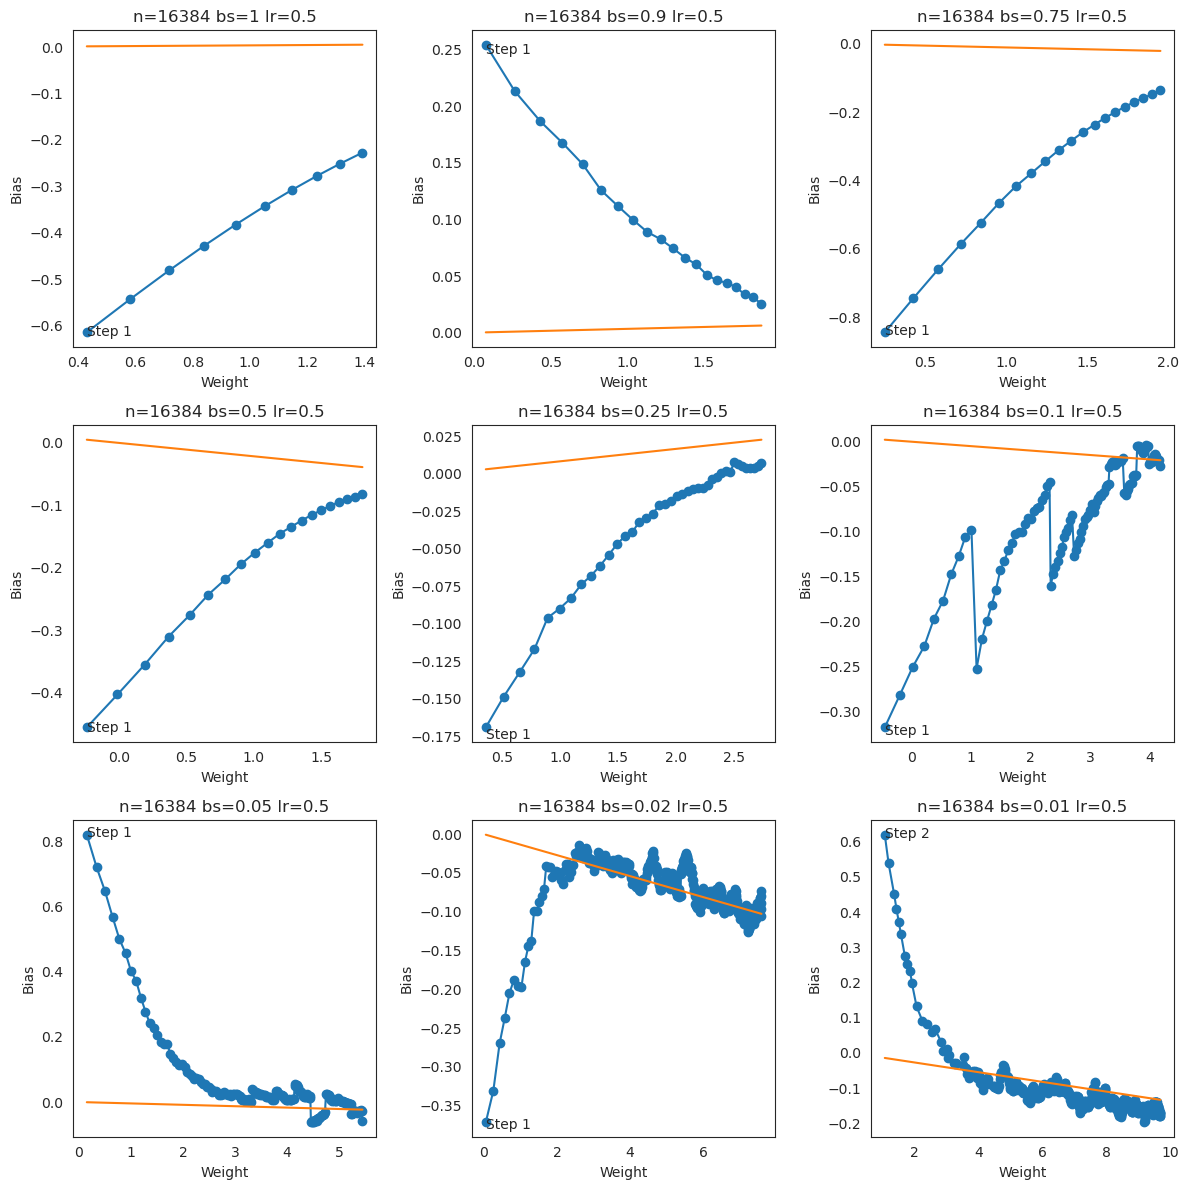 n=16384 bs=1 lr=0.5
0.0
−0.1
−0.2
−0.3
−0.4
−0.5
−0.6
Bias
Step 1
0.4 0.6 0.8 1.0 1.2 1.4
Weight
n=16384 bs=0.9 lr=0.5
0.25
0.20
0.15
0.10
0.05
0.00
Bias
Step 1
0.0 0.5 1.0 1.5
Weight
n=16384 bs=0.75 lr=0.5
0.0
−0.2
−0.4
−0.6
−0.8
Bias
Step 1
0.5 1.0 1.5 2.0
Weight
n=16384 bs=0.5 lr=0.5
0.0
−0.1
−0.2
−0.3
−0.4
Bias
Step 1
0.0 0.5 1.0 1.5
Weight
n=16384 bs=0.25 lr=0.5
0.025
0.000
−0.025
−0.050
−0.075
−0.100
−0.125
−0.150
−0.175
Bias
Step 1
0.5 1.0 1.5 2.0 2.5
Weight
n=16384 bs=0.1 lr=0.5
0.00
−0.05
−0.10
−0.15
−0.20
−0.25
−0.30
Bias
Step 1
0 1 2 3 4
Weight
n=16384 bs=0.05 lr=0.5
0.8
0.6
0.4
0.2
0.0
Bias
Step 1
0 1 2 3 4 5
Weight
n=16384 bs=0.02 lr=0.5
0.00
−0.05
−0.10
−0.15
−0.20
−0.25
−0.30
−0.35
Bias
Step 1
0 2 4 6
Weight
n=16384 bs=0.01 lr=0.5
0.6
0.5
0.4
0.3
0.2
0.1
0.0
−0.1
−0.2
Bias
Step 2
2 4 6 8 10
Weight